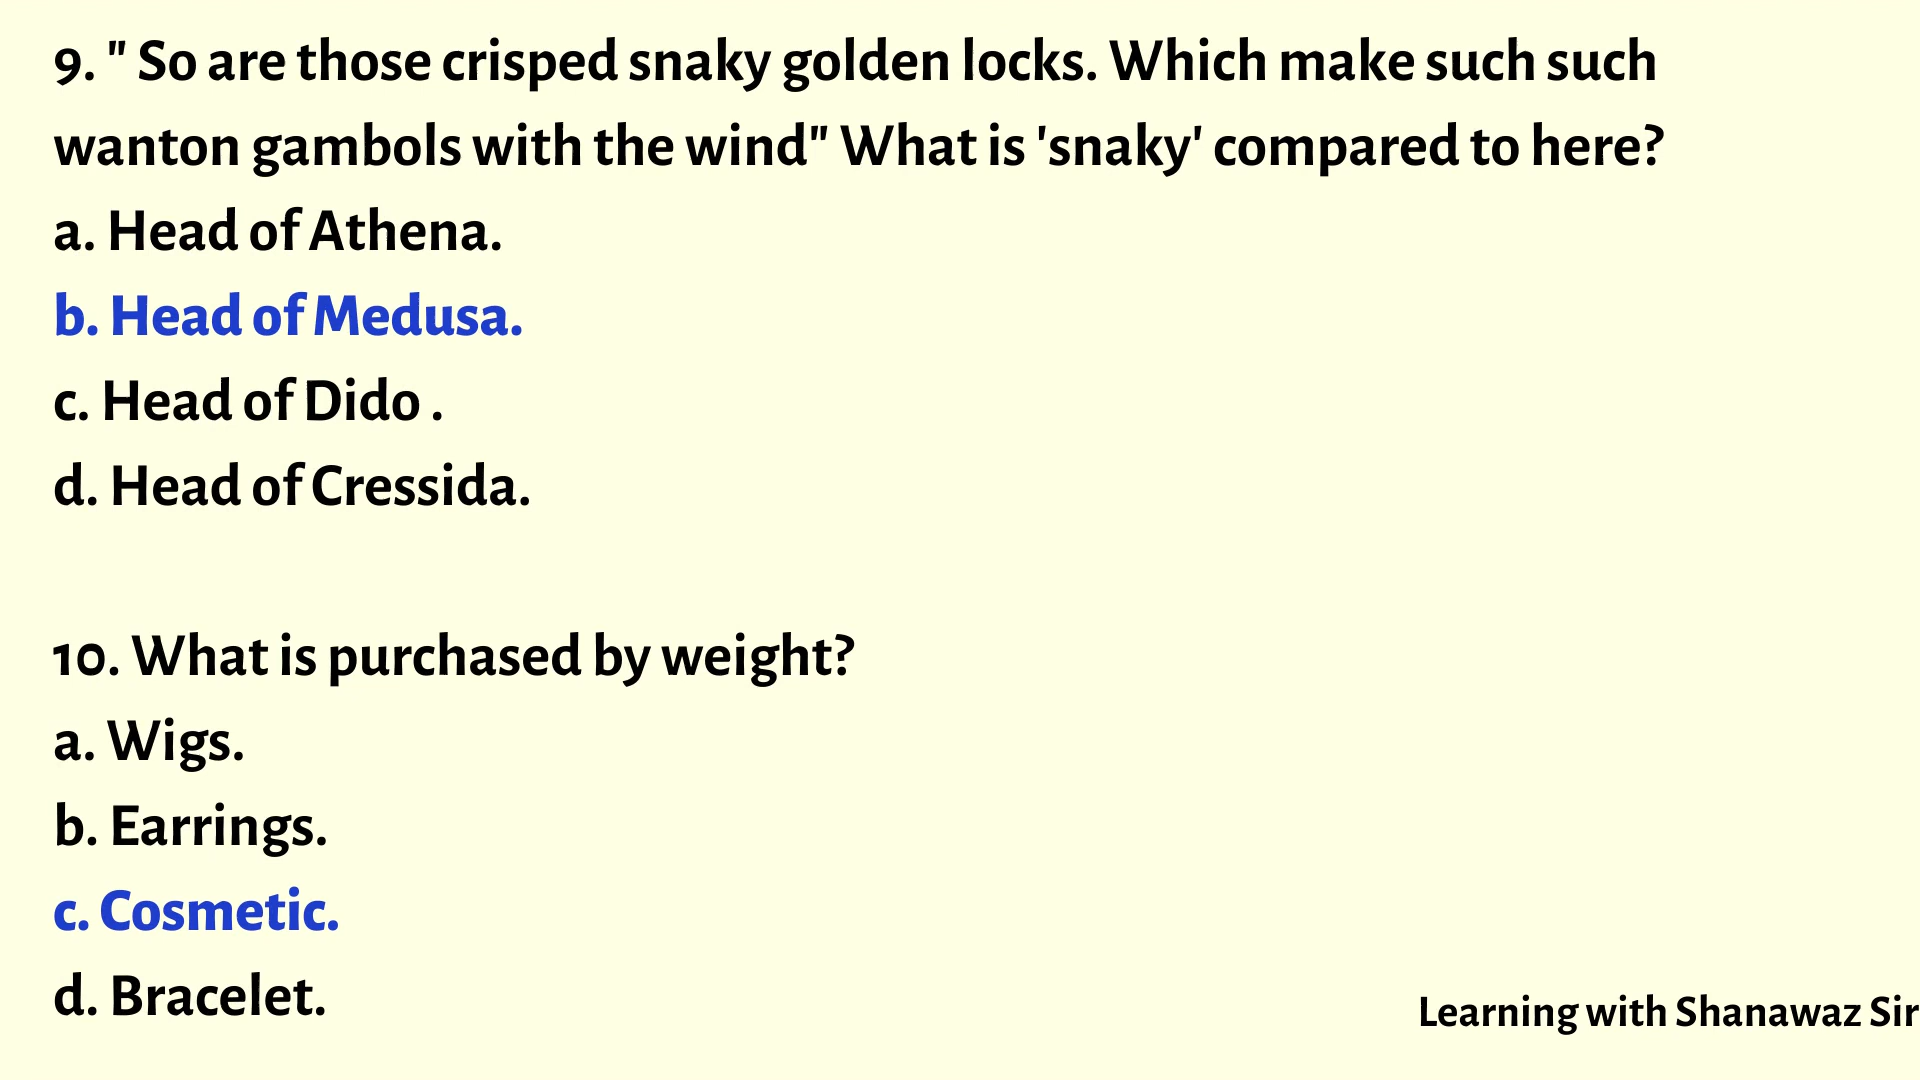 9. " So are those crisped snaky golden locks. Which make such such
wanton gambols with the wind" What is 'snaky' compared to here?
a. Head of Athena.
b. Head of Medusa.
c. Head of Dido .
d. Head of Cressida.
10. What is purchased by weight?
a. Wigs.
b. Earrings.
c. Cosmetic.
d. Bracelet.
Learning with Shanawaz Sir